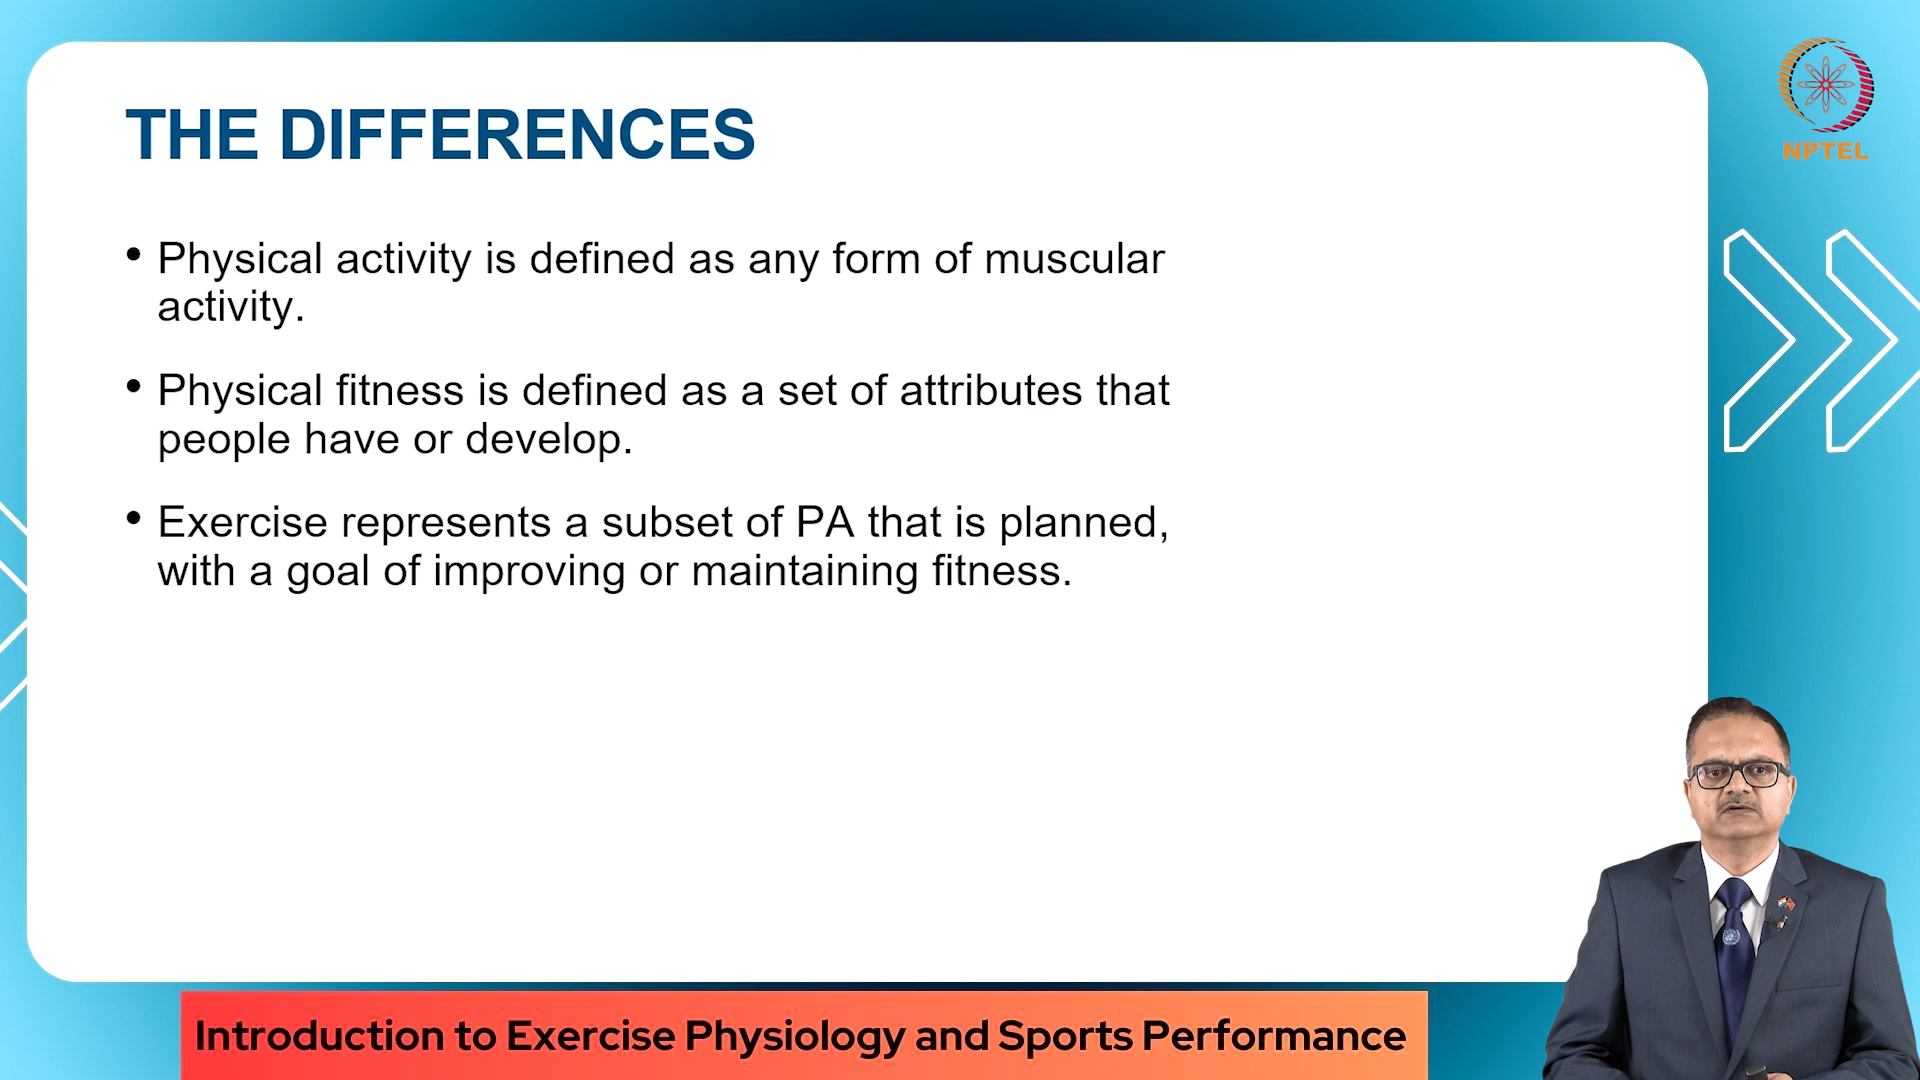 THE DIFFERENCES
• Physical activity is defined as any form of muscular
activity.
• Physical fitness is defined as a set of attributes that
people have or develop.
• Exercise represents a subset of PA that is planned,
with a goal of improving or maintaining fitness.
NPTEL
Introduction to Exercise Physiology and Sports Performance